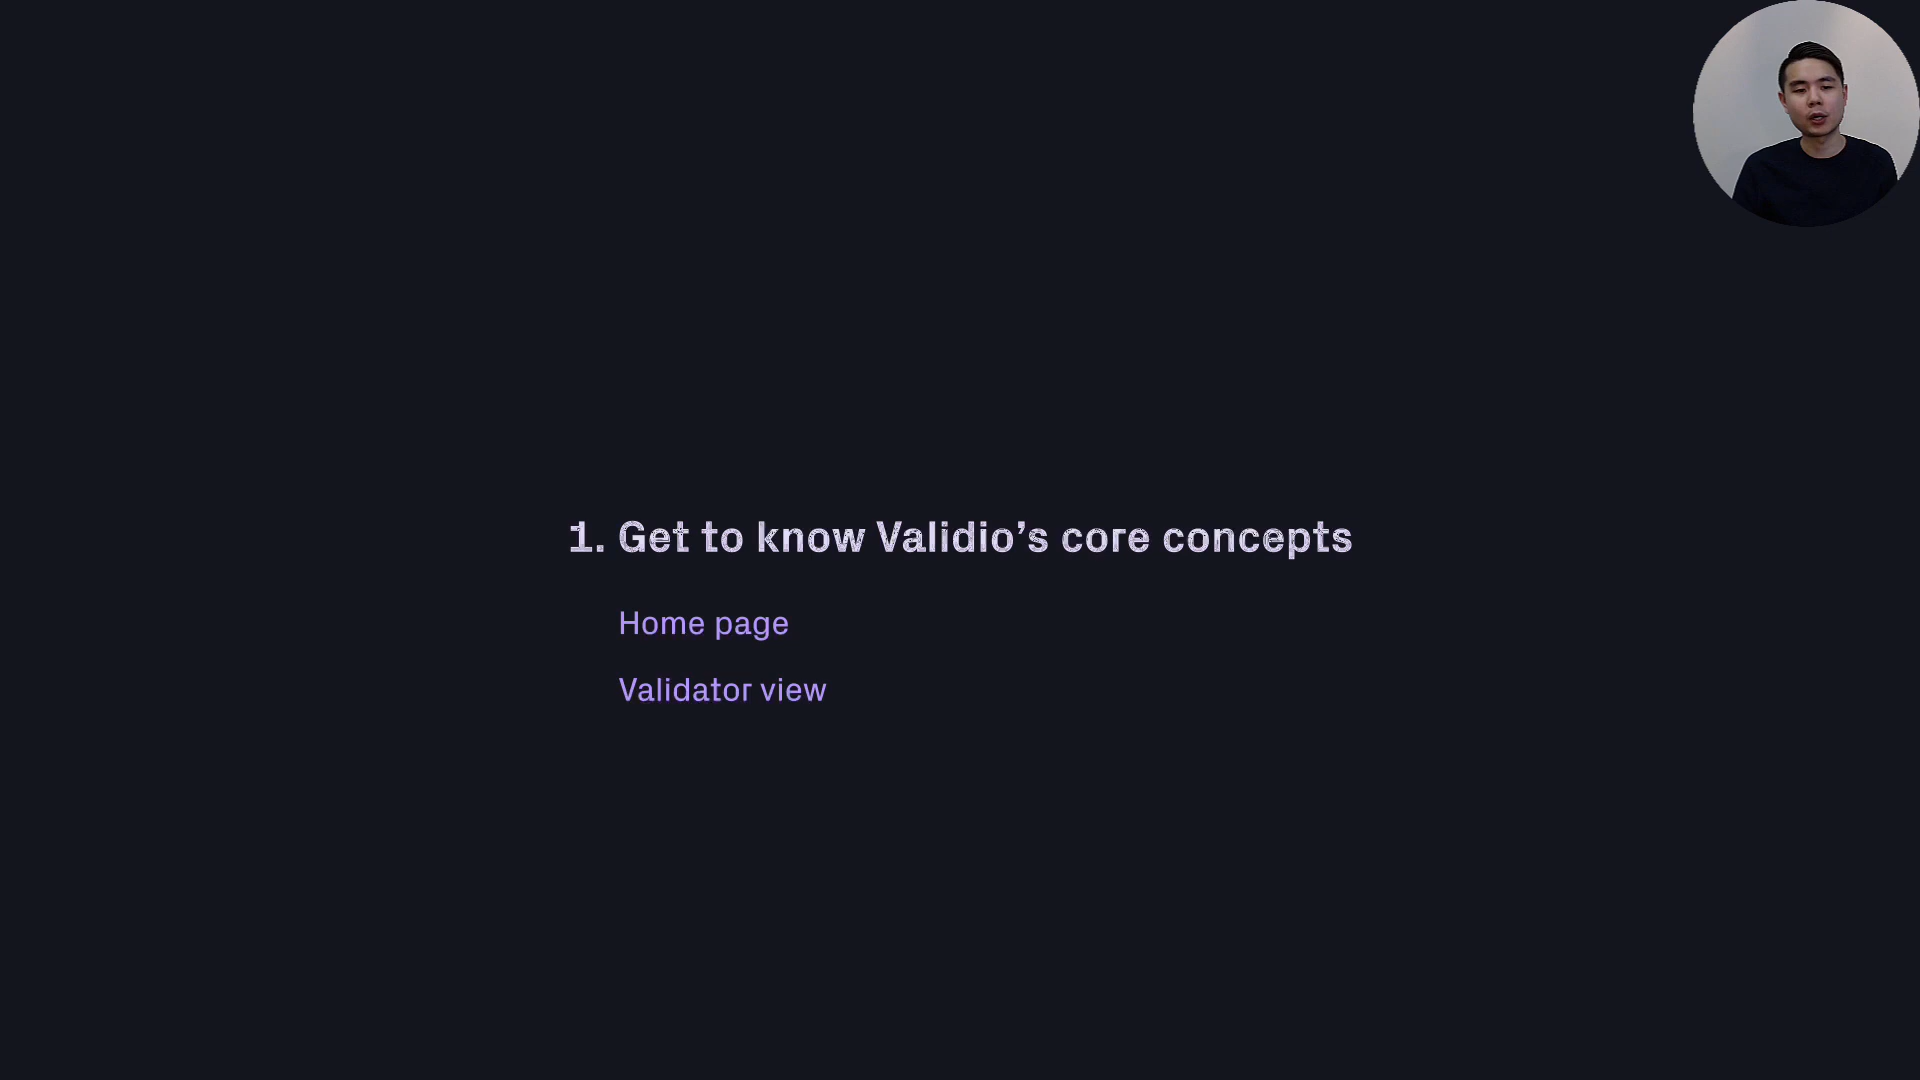 1. Get to know Validio’s core concepts
Home page
Validator view